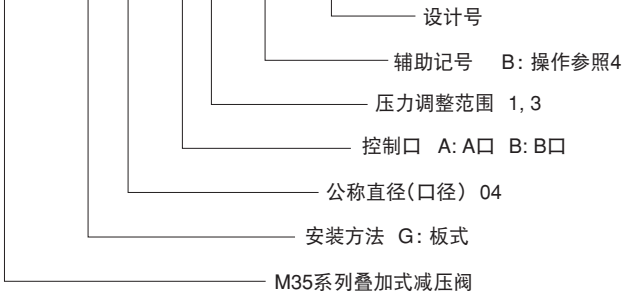 设计号
辅助记号 B: 操作参照4
压力调整范围 1, 3
控制口 A: A口 B: B口
公称直径(口径) 04
安装方法 G: 板式
M35系列叠加式减压阀